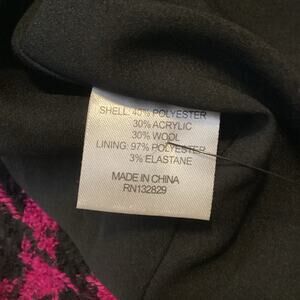 SHELL: 40% POLYESTER
30% ACRYLIC
30% WOOL
LINING: 97% POLYESTER
3% ELASTANE
MADE IN CHINA
RN132829